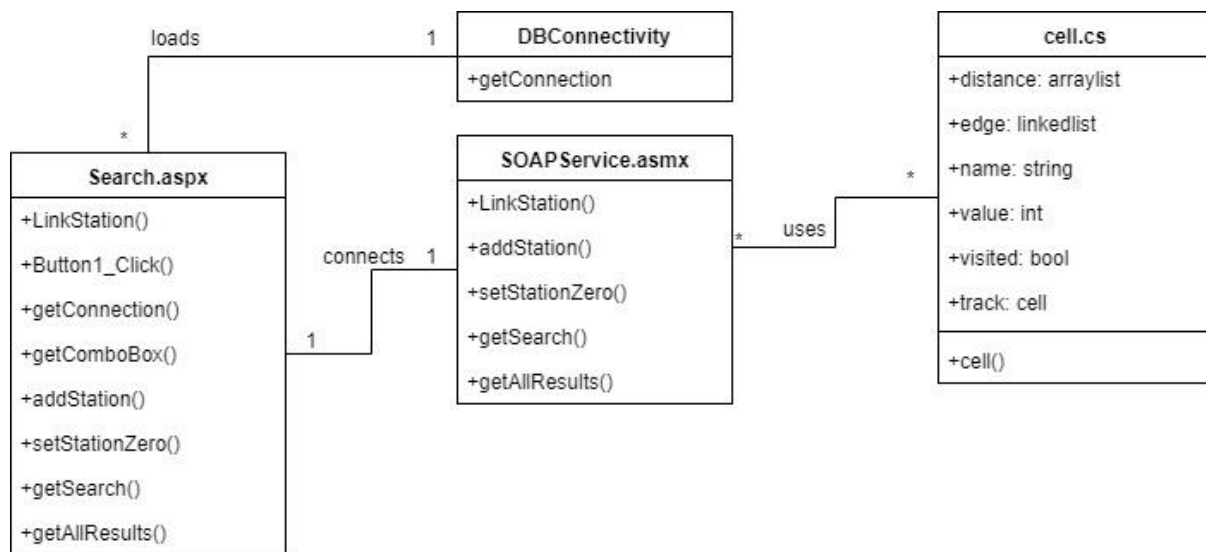 loads
1
*
DBConnectivity
+getConnection
Search.aspx
+LinkStation()
+Button1_Click()
+getConnection()
+getComboBox()
+addStation()
+setStationZero()
+getSearch()
+getAllResults()
connects
1
1
SOAPService.asmx
+LinkStation()
+addStation()
+setStationZero()
+getSearch()
+getAllResults()
*
uses
*
cell.cs
+distance: arraylist
+edge: linkedlist
+name: string
+value: int
+visited: bool
+track: cell
+cell()